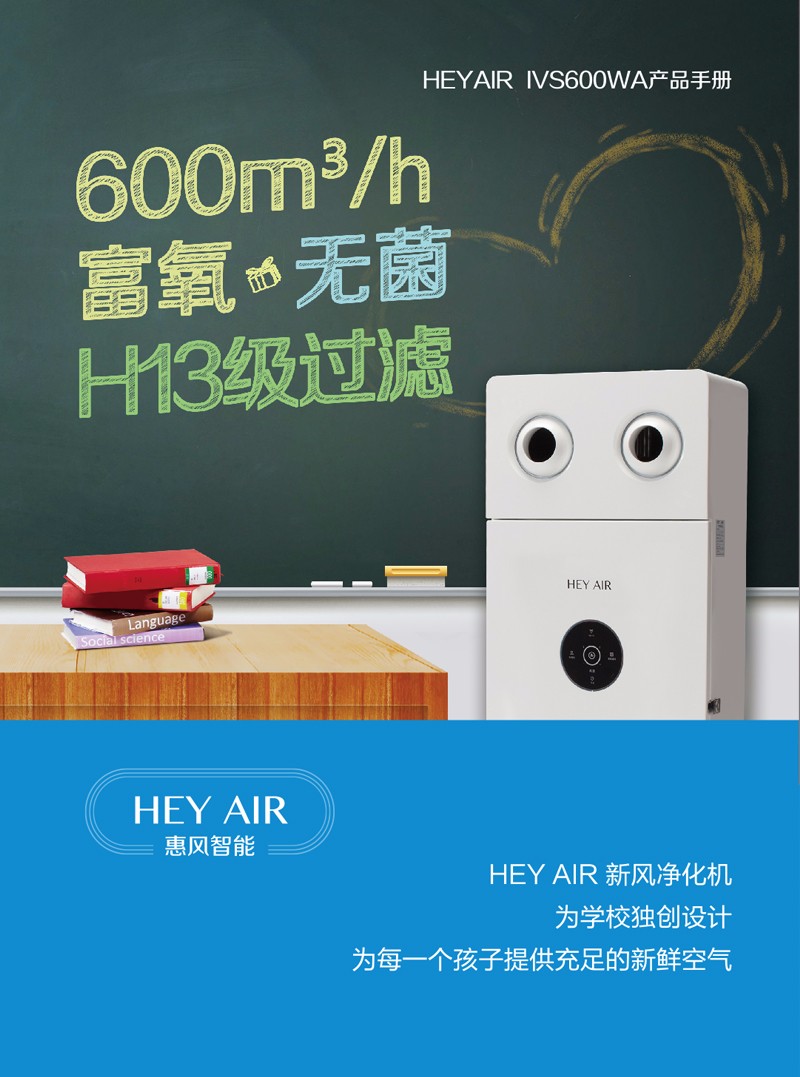 HEYAIR IVS600WA产品手册
600m³/h
富氧·无菌
H13级过滤
HEY AIR
Language
Social science
HEY AIR
惠风智能
HEY AIR 新风净化机
为学校独创设计
为每一个孩子提供充足的新鲜空气